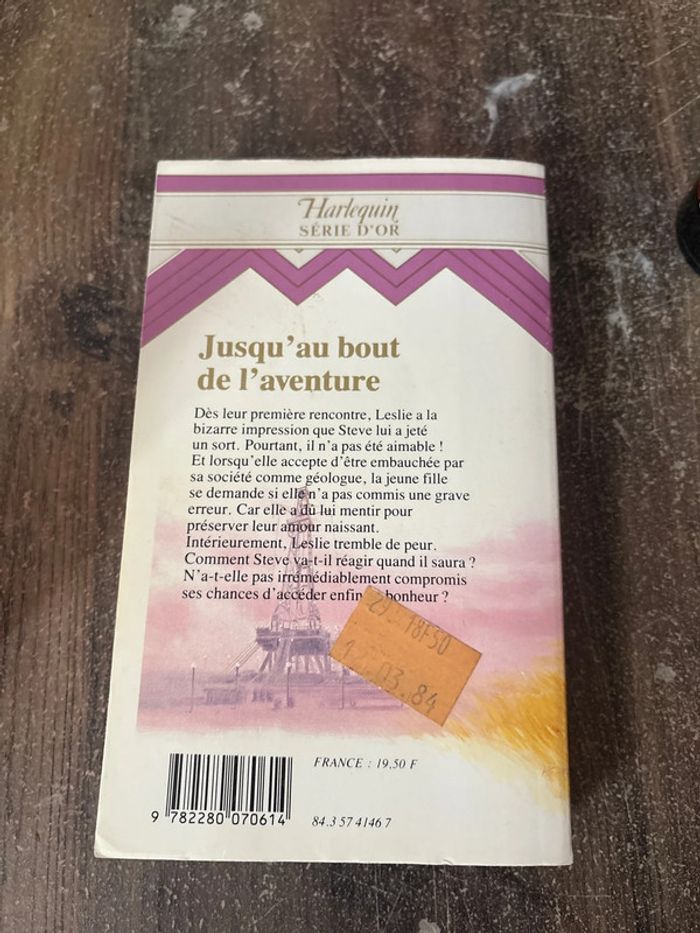 Harlequin
SÉRIE D'OR
Jusqu'au bout
de l'aventure
Dès leur première rencontre, Leslie a la
bizarre impression que Steve lui a jeté
un sort. Pourtant, il n'a pas été aimable !
Et lorsqu'elle accepte d'être embauchée par
sa société comme géologue, la jeune fille
se demande si elle n'a pas commis une grave
erreur. Car elle a dû lui mentir pour
préserver leur amour naissant.
Intérieurement, Leslie tremble de peur.
Comment Steve va-t-il réagir quand il saura ?
N'a-t-elle pas irrémédiablement compromis
ses chances d'accéder enfin bonheur ?
18F50
03.84
FRANCE : 19,50 F
9 782280 070614
84.3 57 4146 7